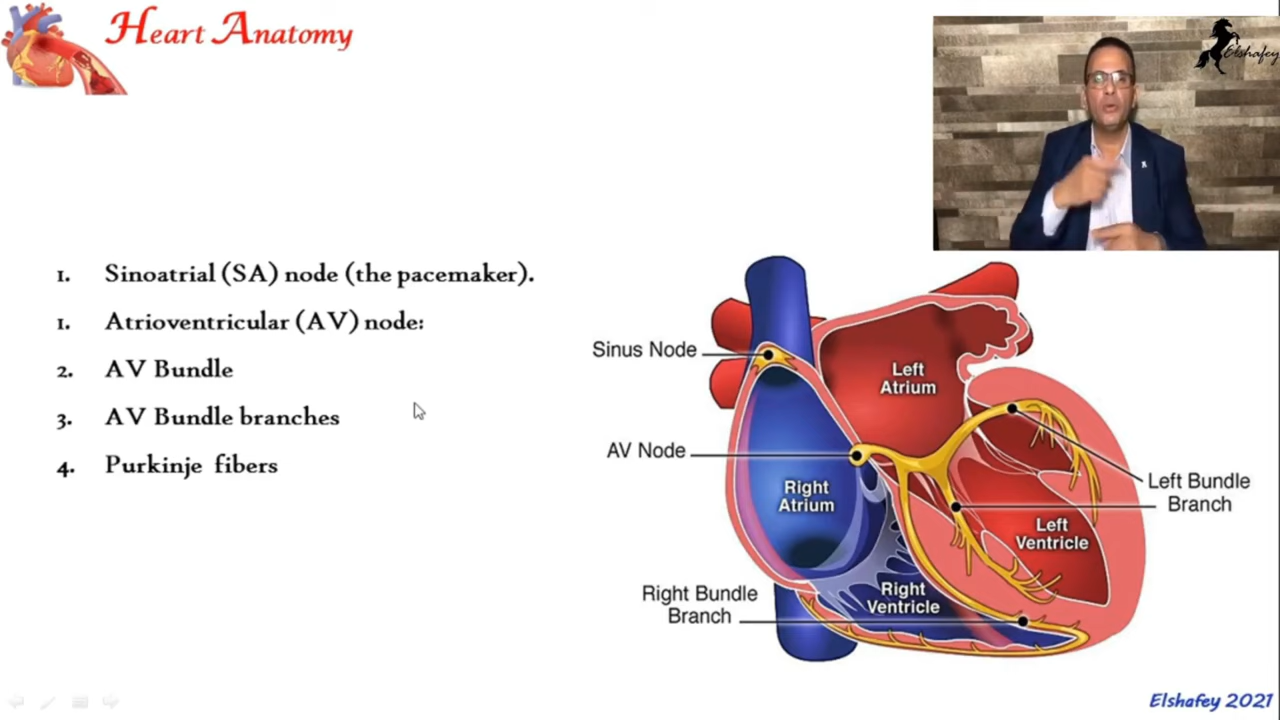 Heart Anatomy
Elshafey
1. Sinoatrial (SA) node (the pacemaker).
1. Atrioventricular (AV) node:
2. AV Bundle
3. AV Bundle branches
4. Purkinje fibers
Sinus Node
Left
Atrium
AV Node
Right
Atrium
Left Bundle
Branch
Left
Ventricle
Right Bundle
Branch
Right
Ventricle
Elshafey 2021